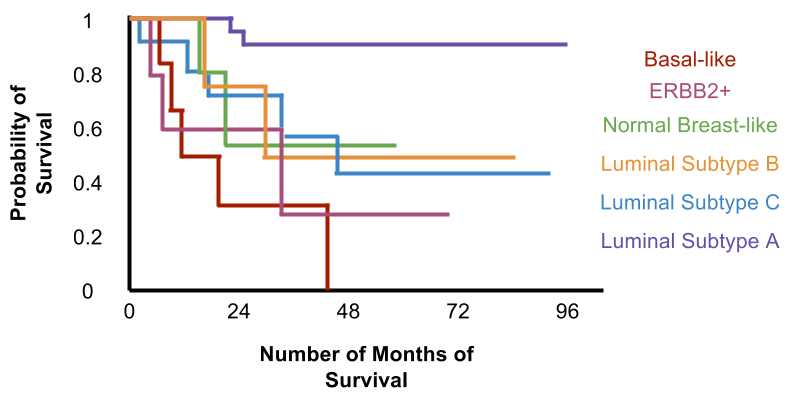 Probability of
Survival
1
0.8
0.6
0.4
0.2
0
0 24 48 72 96
Number of Months of
Survival
Basal-like
ERBB2+
Normal Breast-like
Luminal Subtype B
Luminal Subtype C
Luminal Subtype A